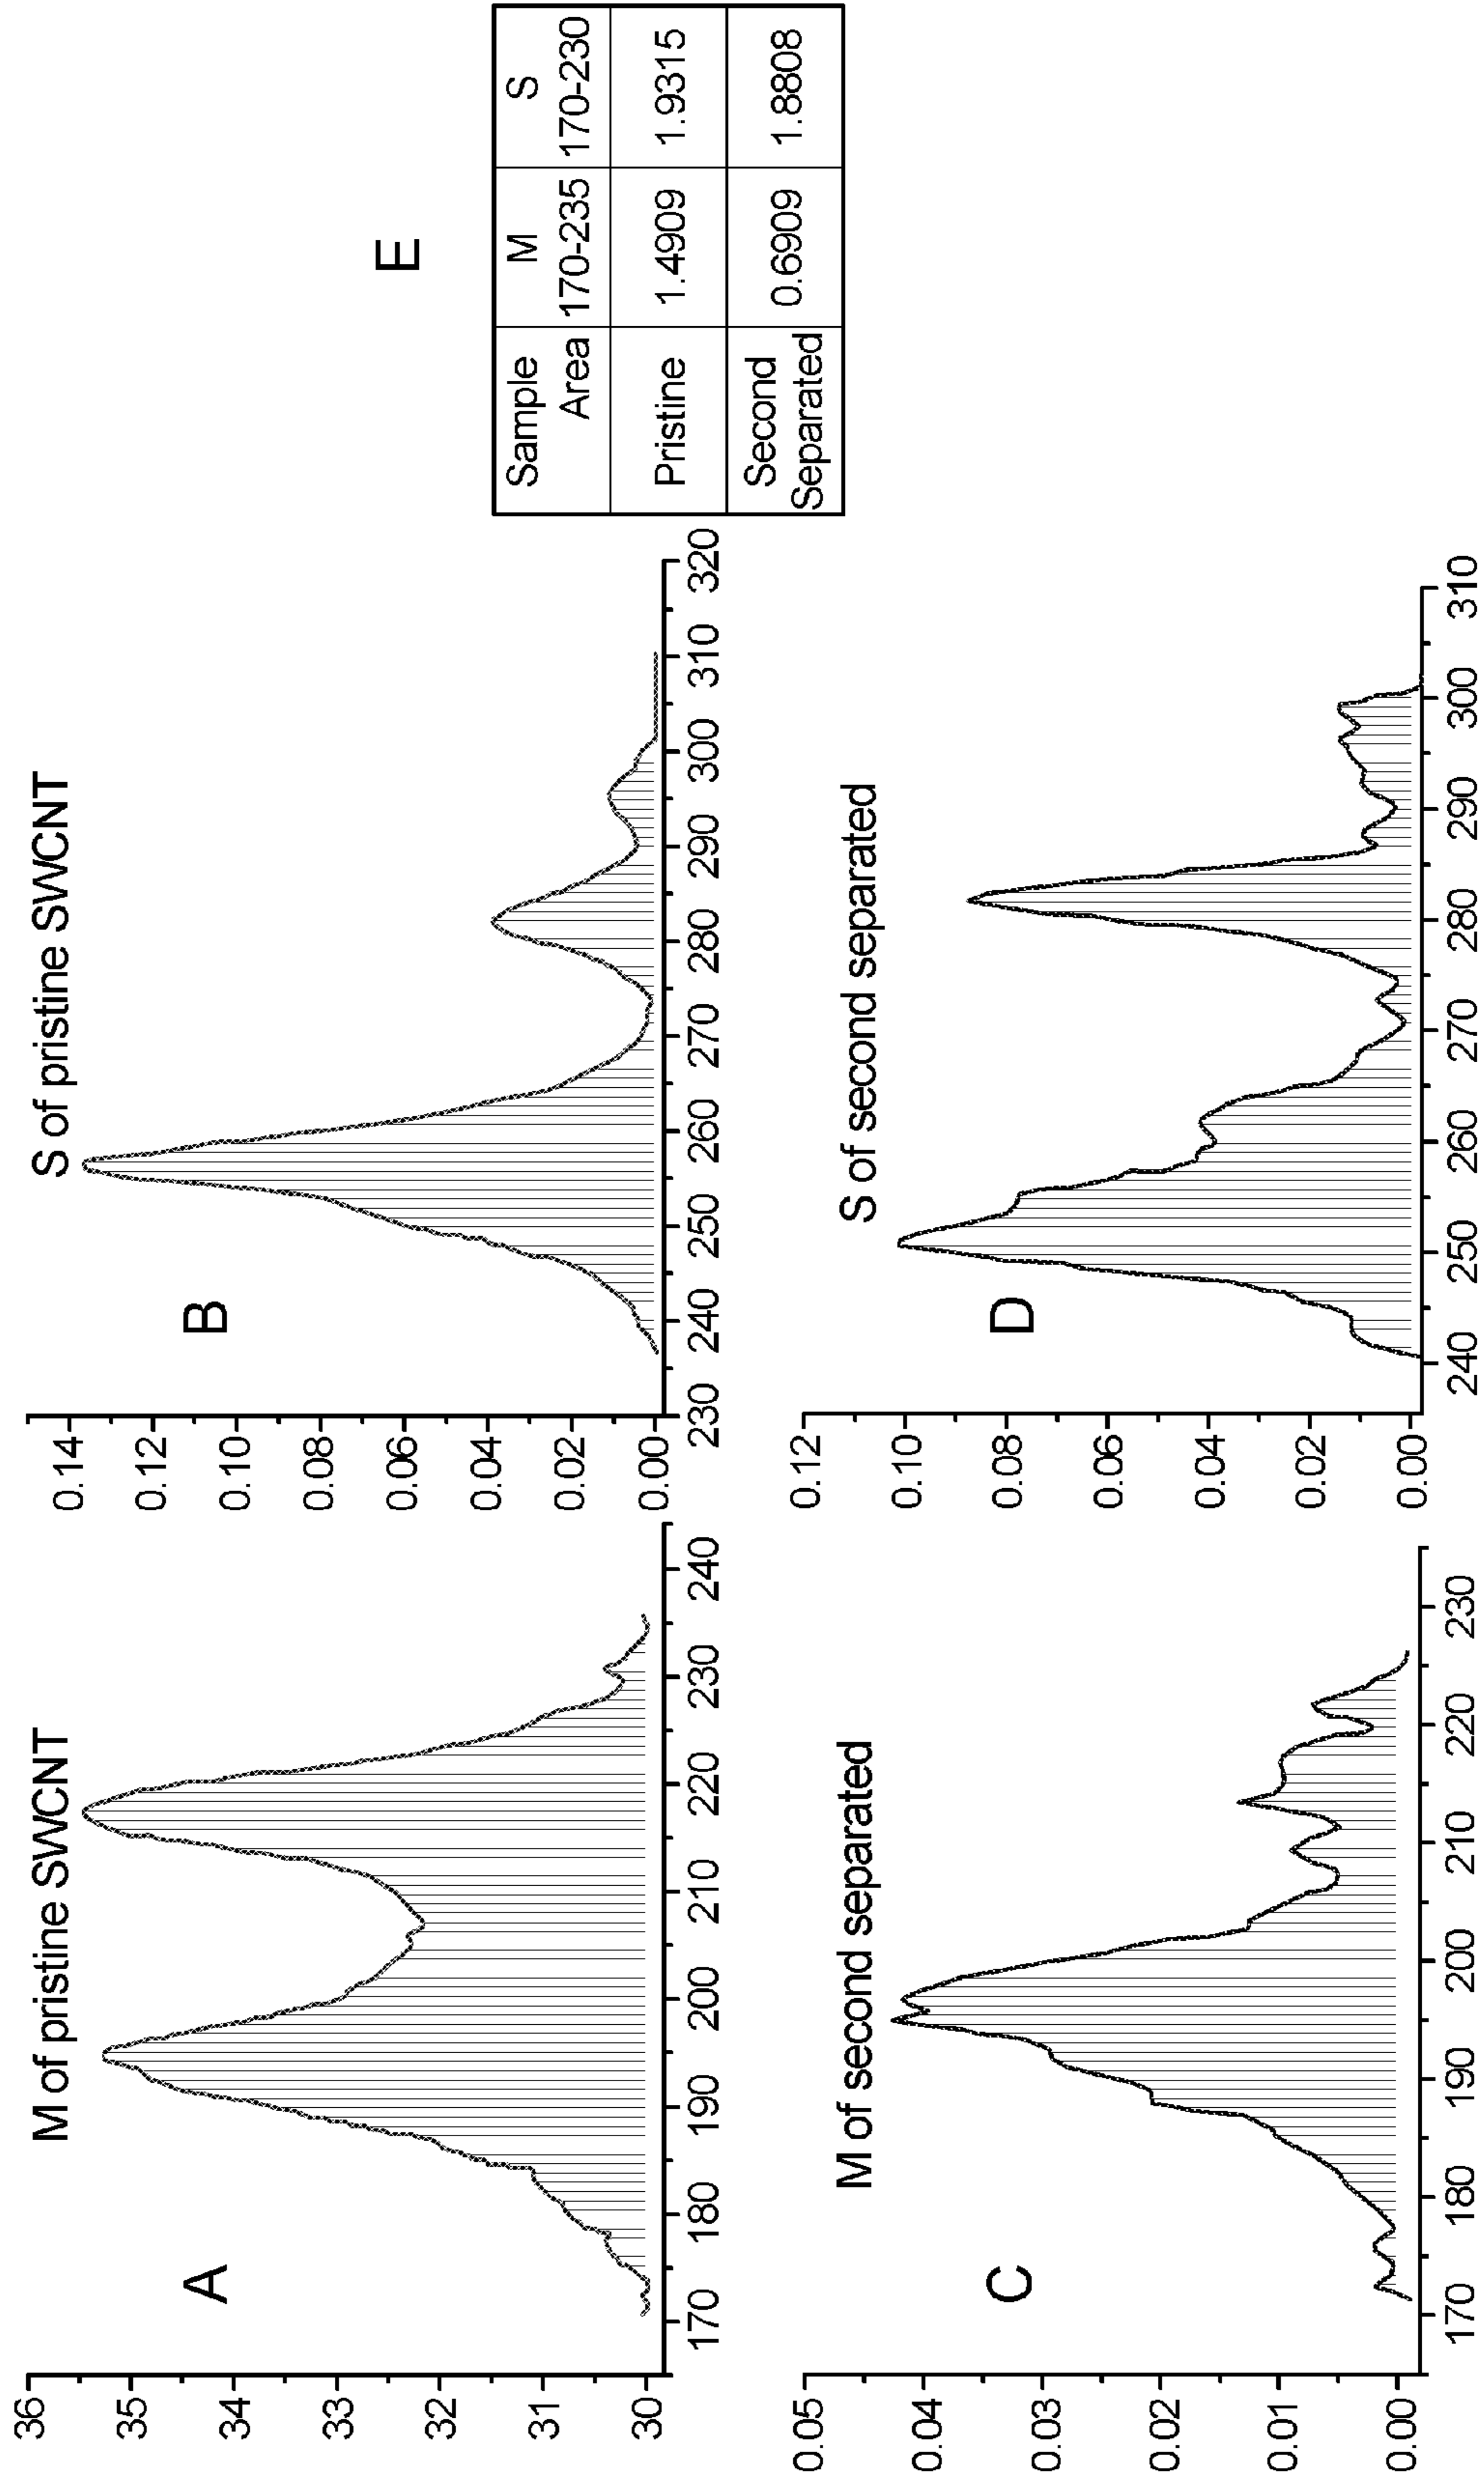 M of pristine SWCNT
A
36
35
34
33
32
31
30
170 180 190 200 210 220 230 240
S of pristine SWCNT
B
0.14
0.12
0.10
0.08
0.06
0.04
0.02
0.00
230 240 250 260 270 280 290 300 310 320
E
Sample M S
Area 170-235 170-230
Pristine 1.4909 1.9315
Second 0.6909 1.8808
Separated
M of second separated
C
0.05
0.04
0.03
0.02
0.01
0.00
170 180 190 200 210 220 230
S of second separated
D
0.12
0.10
0.08
0.06
0.04
0.02
0.00
240 250 260 270 280 290 300 310